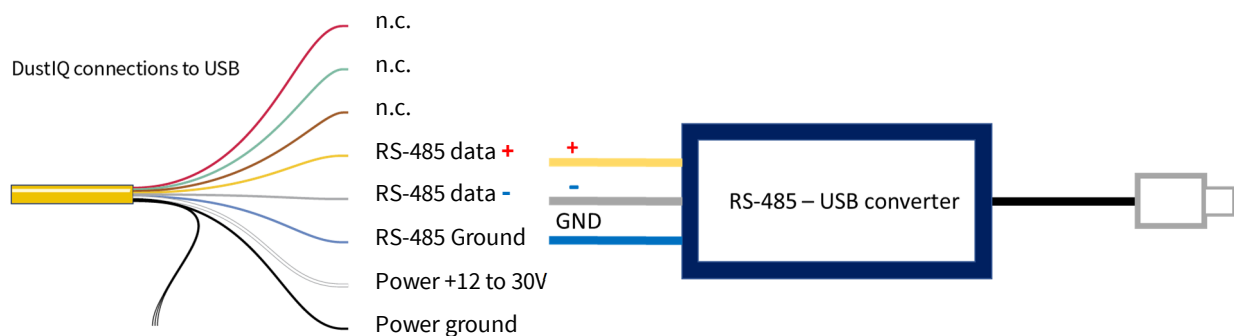 DustIQ connections to USB
n.c.
n.c.
n.c.
RS-485 data +
RS-485 data -
RS-485 Ground
Power +12 to 30V
Power ground
+
-
GND
RS-485 – USB converter